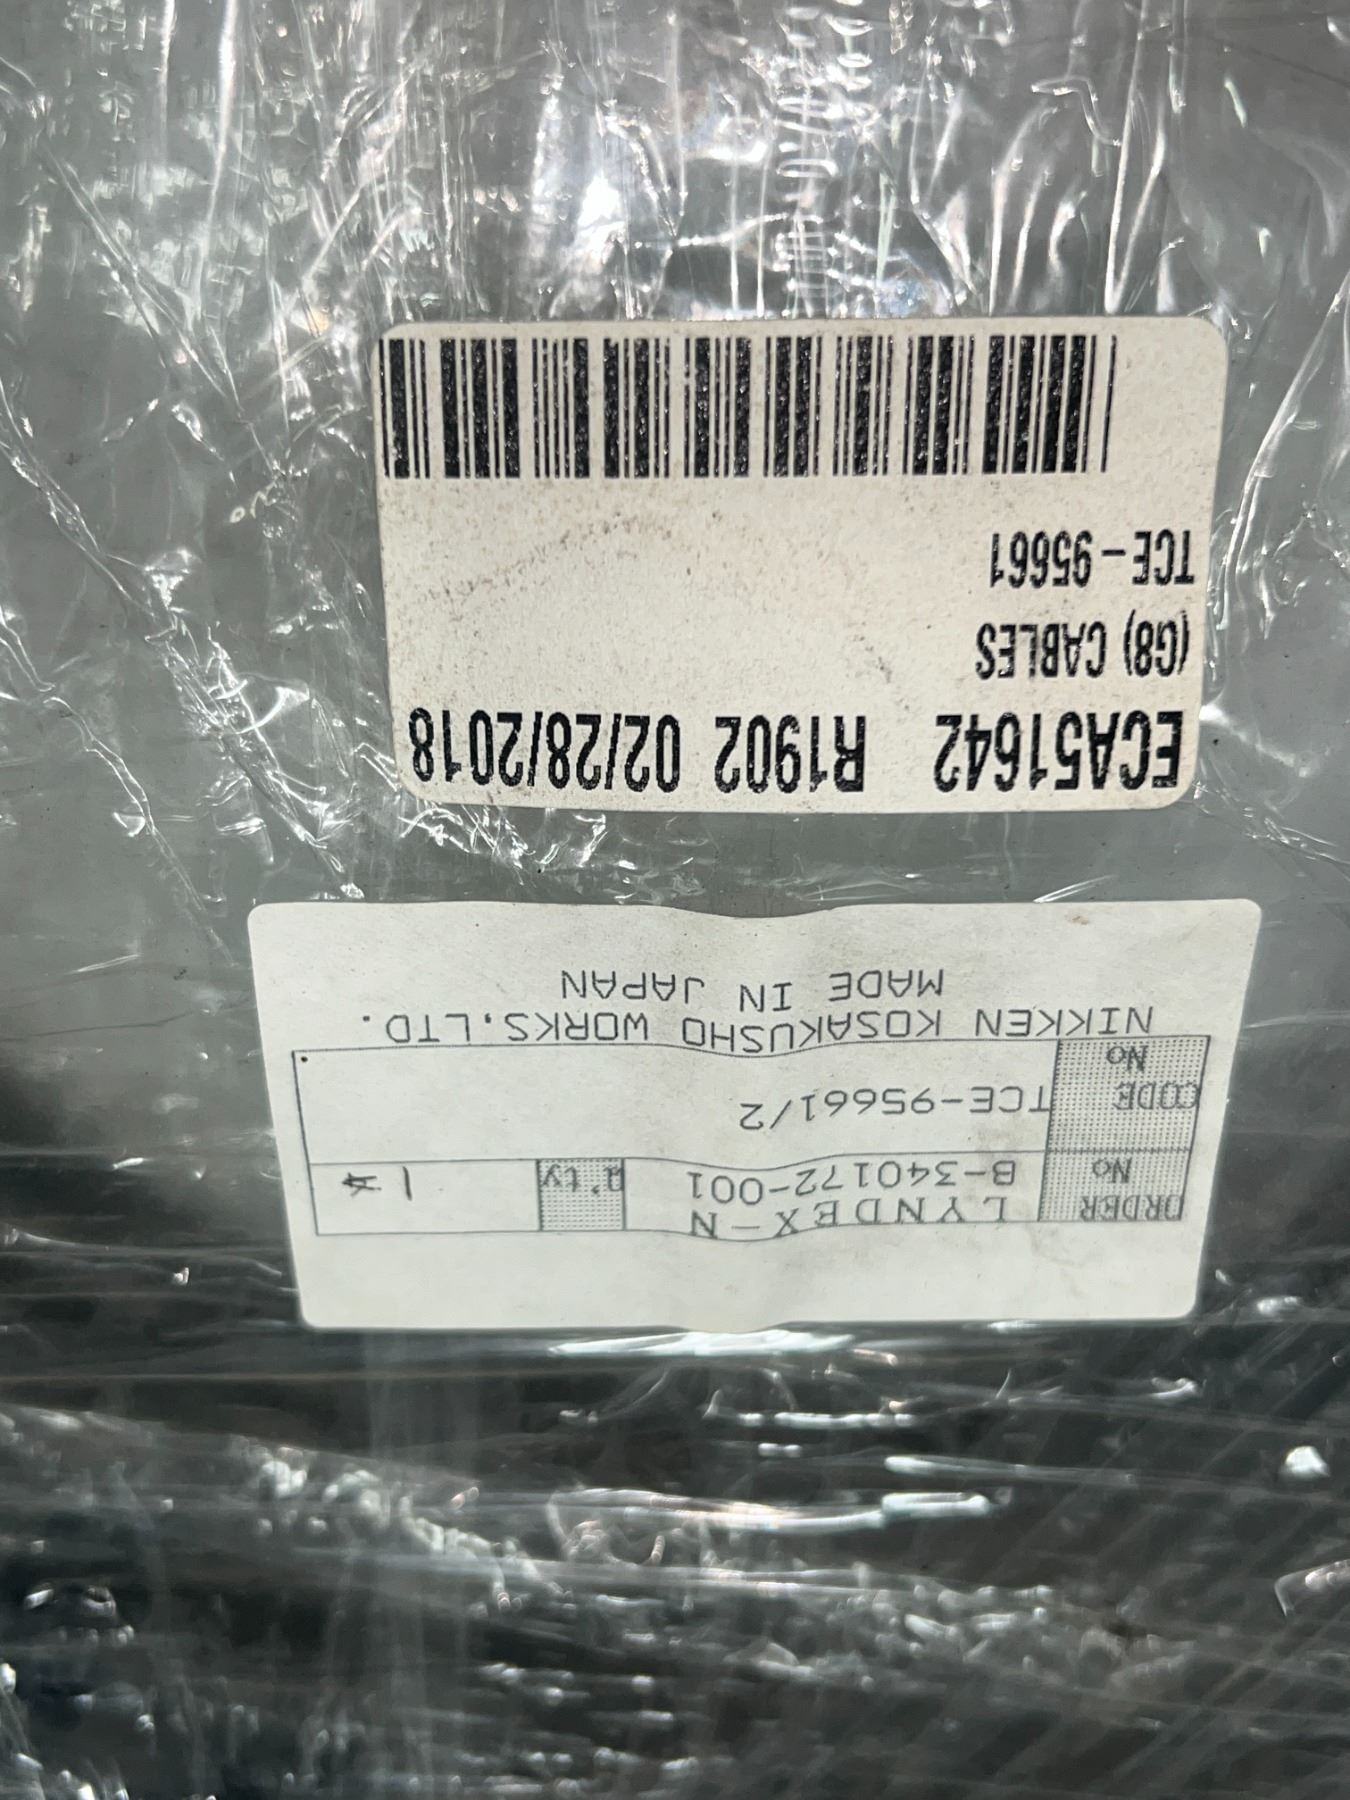 ECA51642 R1902 02/28/2018
(G8) CABLES
TCE-95661
ORDER No LYNDEX-N B-340172-001 Q'ty 1
CODE No TCE-95661/2
NIKKEN KOSAKUSHO WORKS.LTD.
MADE IN JAPAN